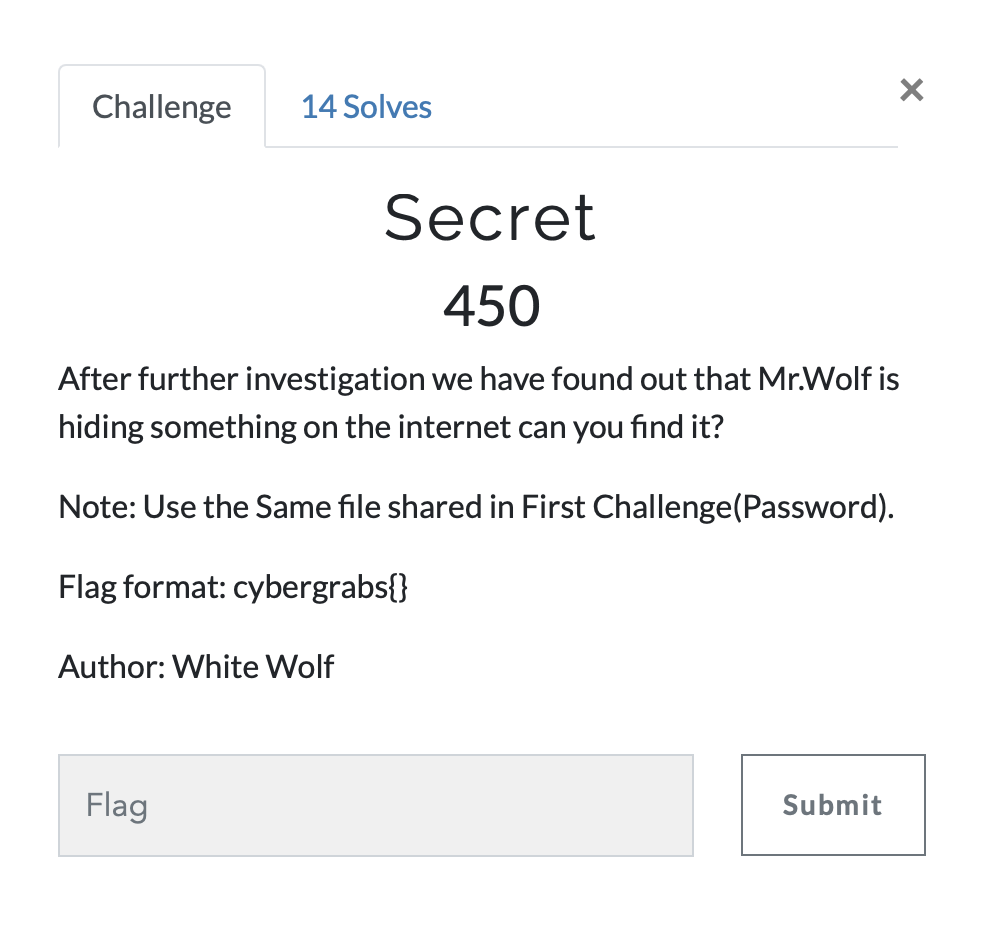 Challenge
14 Solves
×
Secret
450
After further investigation we have found out that Mr.Wolf is
hiding something on the internet can you find it?
Note: Use the Same file shared in First Challenge(Password).
Flag format: cybergrabs{}
Author: White Wolf
Flag
Submit